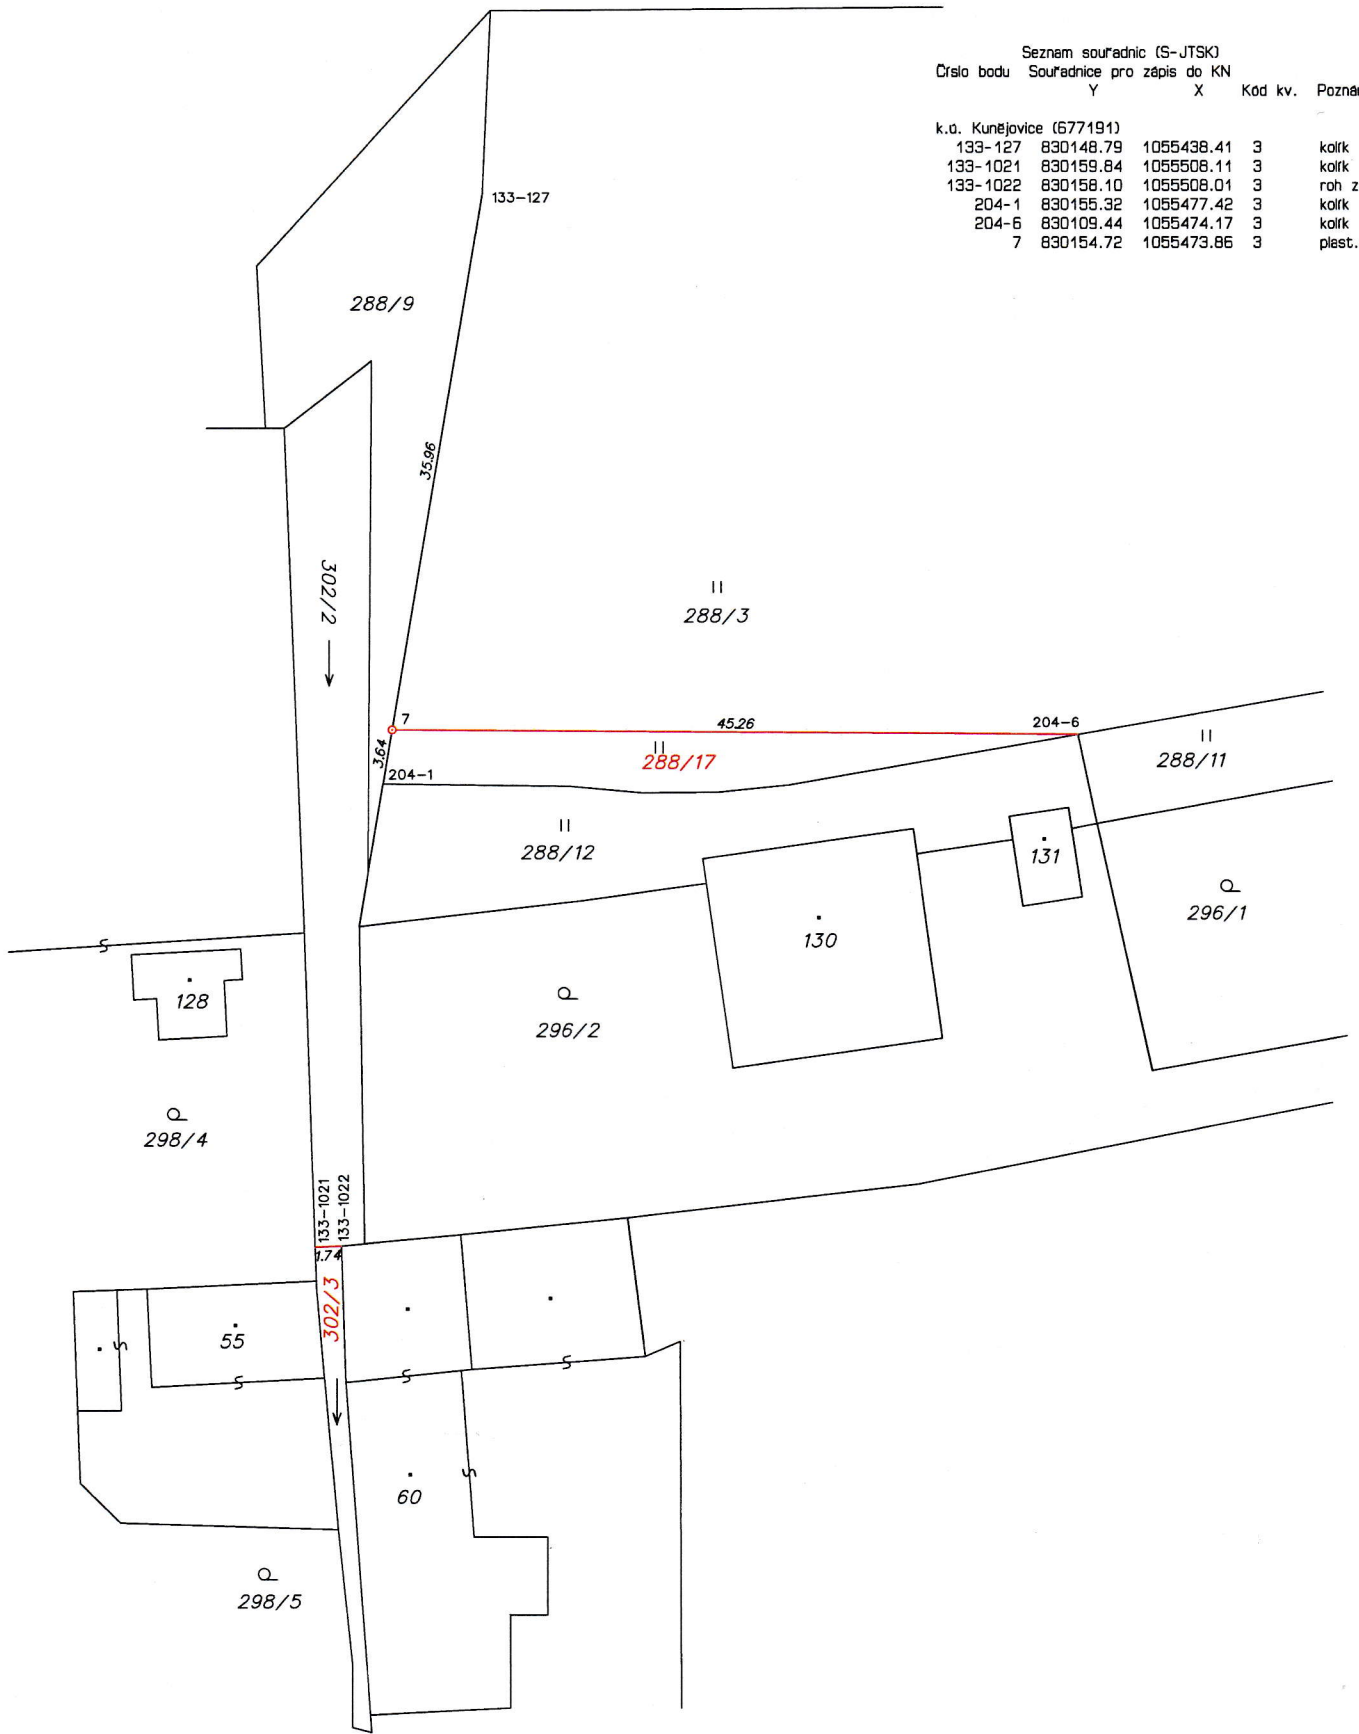 Seznam souřadnic (S-JTSK)
Číslo bodu Souřadnice pro zápis do KN
Y X Kód kv.
k.ú. Kunějovice (677191)
133-127 830148.79 1055438.41 3 kolík
133-1021 830159.84 1055508.11 3 kolík
133-1022 830158.10 1055508.01 3 roh z
204-1 830155.32 1055477.42 3 kolík
204-6 830109.44 1055474.17 3 kolík
7 830154.72 1055473.86 3 plast.
133-127
288/9
35.96
302/2
288/3
7
45.26
204-6
3.64
288/17
288/11
204-1
288/12
131
296/1
130
128
296/2
298/4
133-1021
133-1022
1.74
302/3
55
60
298/5